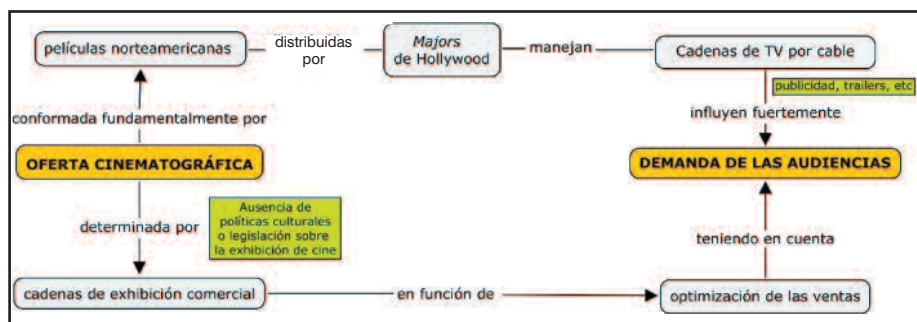 películas norteamericanas
distribuidas
por
Majors
de Hollywood
manejan
Cadenas de TV por cable
publicidad, trailers, etc
conformada fundamentalmente por
influyen fuertemente
OFERTA CINEMATOGRÁFICA
DEMANDA DE LAS AUDIENCIAS
determinada por
Ausencia de
políticas culturales
o legislación sobre
la exhibición de cine
teniendo en cuenta
cadenas de exhibición comercial
en función de
optimización de las ventas